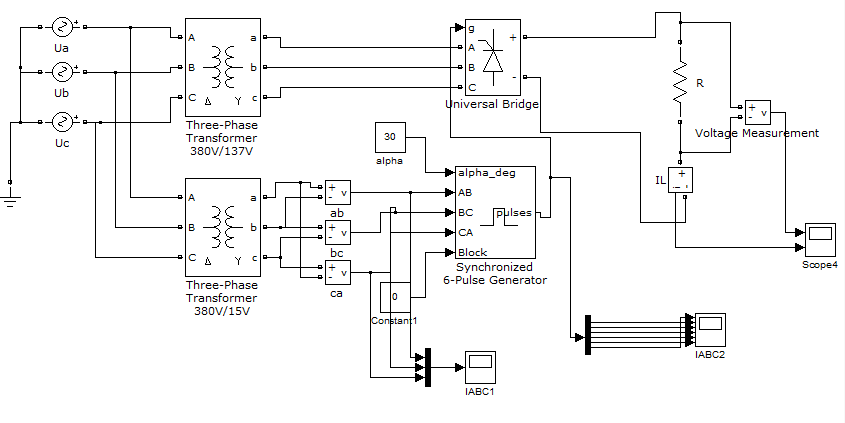 Ua
Ub
Uc
A
B
C
a
b
c
Δ
Y
Three-Phase
Transformer
380V/137V
g
A
B
C
+
-
Universal Bridge
R
+
-
v
Voltage Measurement
IL
+
-
i
Scope4
30
alpha
A
B
C
a
b
c
Δ
Y
Three-Phase
Transformer
380V/15V
+
-
v
ab
+
-
v
bc
+
-
v
ca
alpha_deg
AB
BC
CA
Block
pulses
Synchronized
6-Pulse Generator
0
Constant1
IABC1
IABC2